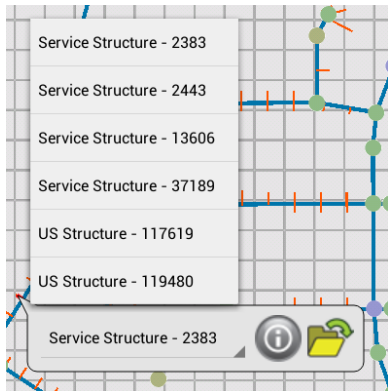 Service Structure - 2383
Service Structure - 2443
Service Structure - 13606
Service Structure - 37189
US Structure - 117619
US Structure - 119480
Service Structure - 2383